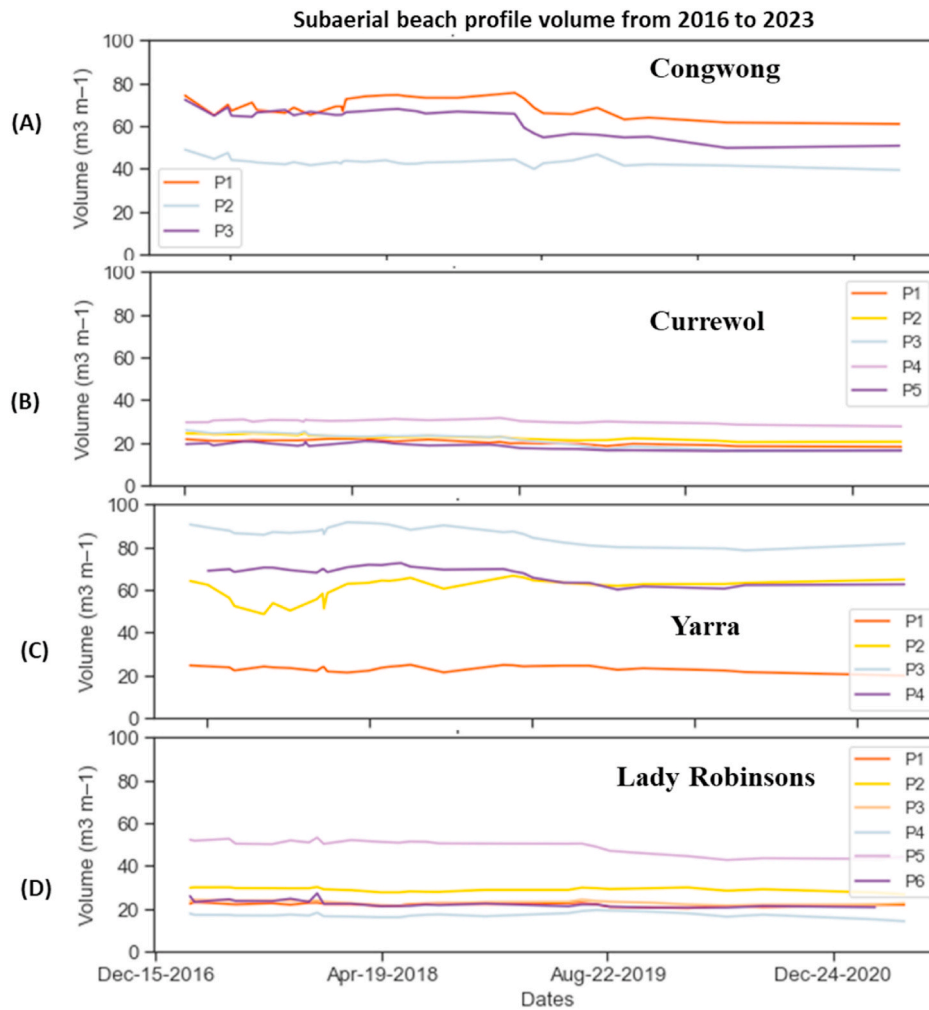 Subaerial beach profile volume from 2016 to 2023
(A)
Volume (m3 m−1)
100
80
60
40
20
0
Congwong
P1
P2
P3
(B)
Volume (m3 m−1)
100
80
60
40
20
0
Currewol
P1
P2
P3
P4
P5
(C)
Volume (m3 m−1)
100
80
60
40
20
0
Yarra
P1
P2
P3
P4
(D)
Volume (m3 m−1)
100
80
60
40
20
0
Lady Robinsons
P1
P2
P3
P4
P5
P6
Dec-15-2016 Apr-19-2018 Aug-22-2019 Dec-24-2020
Dates